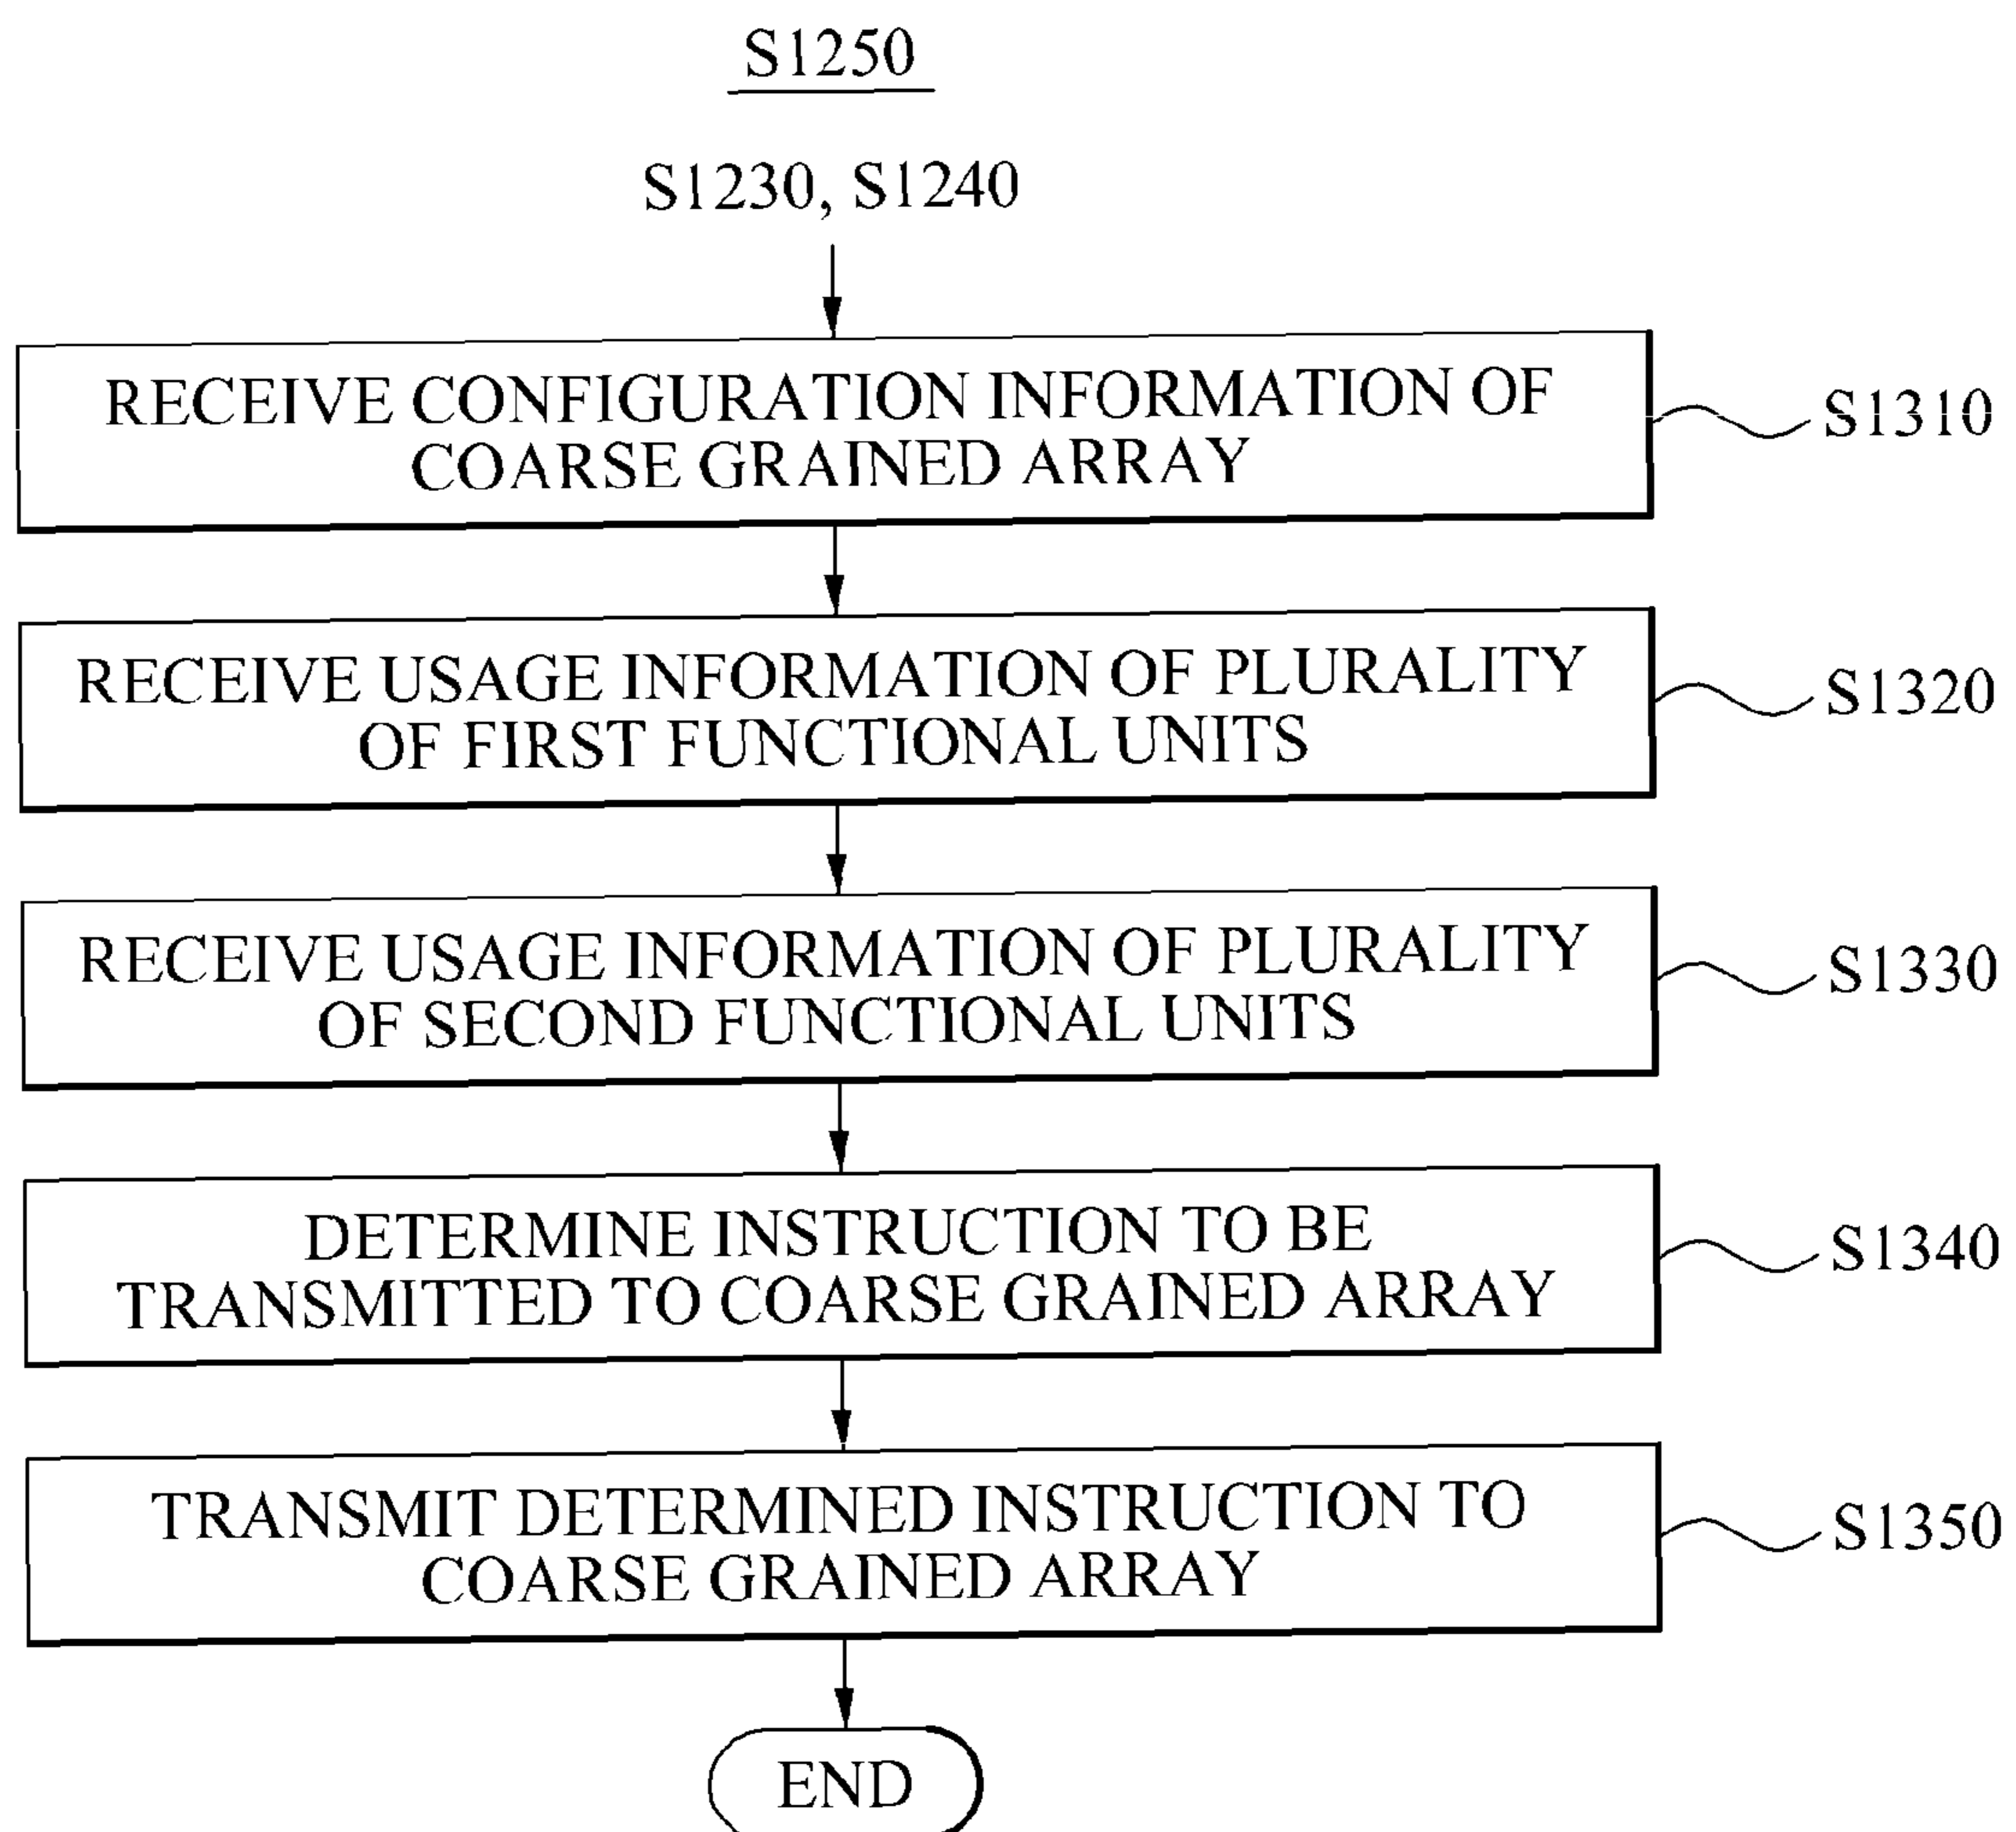 S1250
S1230, S1240
RECEIVE CONFIGURATION INFORMATION OF
COARSE GRAINED ARRAY
S1310
RECEIVE USAGE INFORMATION OF PLURALITY
OF FIRST FUNCTIONAL UNITS
S1320
RECEIVE USAGE INFORMATION OF PLURALITY
OF SECOND FUNCTIONAL UNITS
S1330
DETERMINE INSTRUCTION TO BE
TRANSMITTED TO COARSE GRAINED ARRAY
S1340
TRANSMIT DETERMINED INSTRUCTION TO
COARSE GRAINED ARRAY
S1350
END